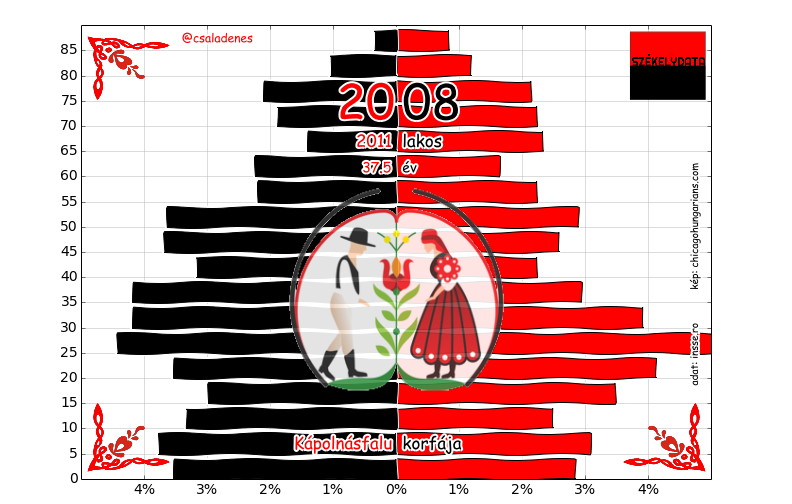 @csaladenes
SZÉKELYDATA
2008
2011 lakos
37.5 év
Kápolnásfalu korfája
kép: chicagohungarians.com
adat: insse.ro
85
80
75
70
65
60
55
50
45
40
35
30
25
20
15
10
5
0
4% 3% 2% 1% 0% 1% 2% 3% 4%